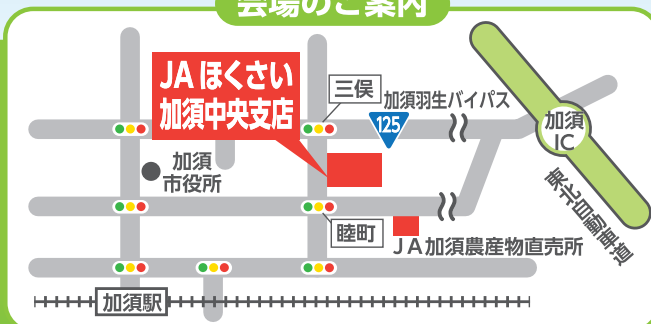 会場のご案内
JAほくさい
加須中央支店
三俣
加須羽生バイパス
125
加須
IC
加須
市役所
東北自動車道
睦町
JA加須農産物直売所
加須駅